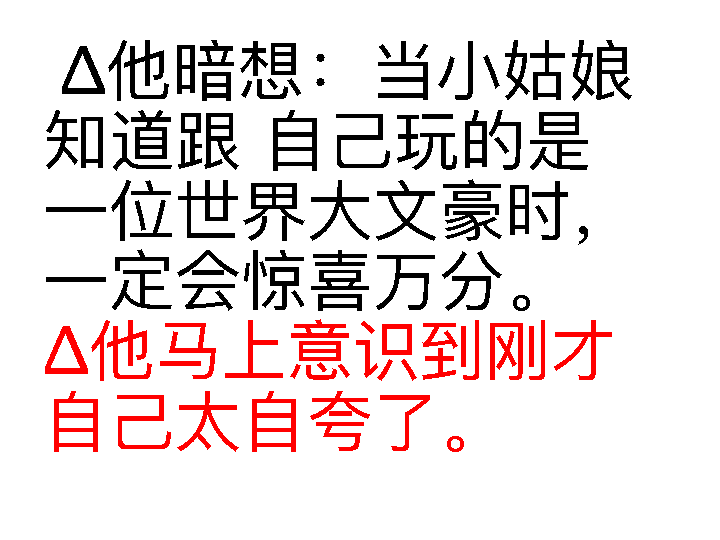 Δ他暗想：当小姑娘
知道跟 自己玩的是
一位世界大文豪时，
一定会惊喜万分。
Δ他马上意识到刚才
自己太自夸了。